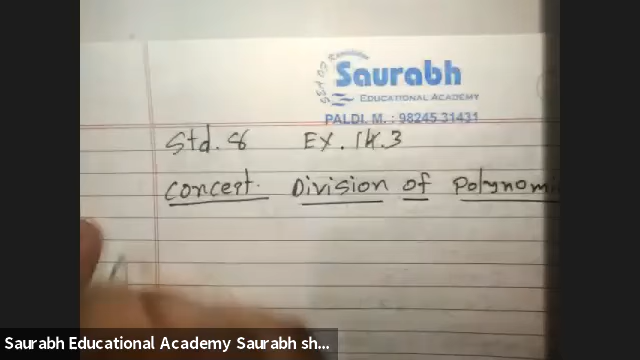 Saurabh
EDUCATIONAL ACADEMY
PALDI. M. : 98245 31431
Std. 8 Ex. 14.3
Concept. Division of Polynomi
Saurabh Educational Academy Saurabh sh...